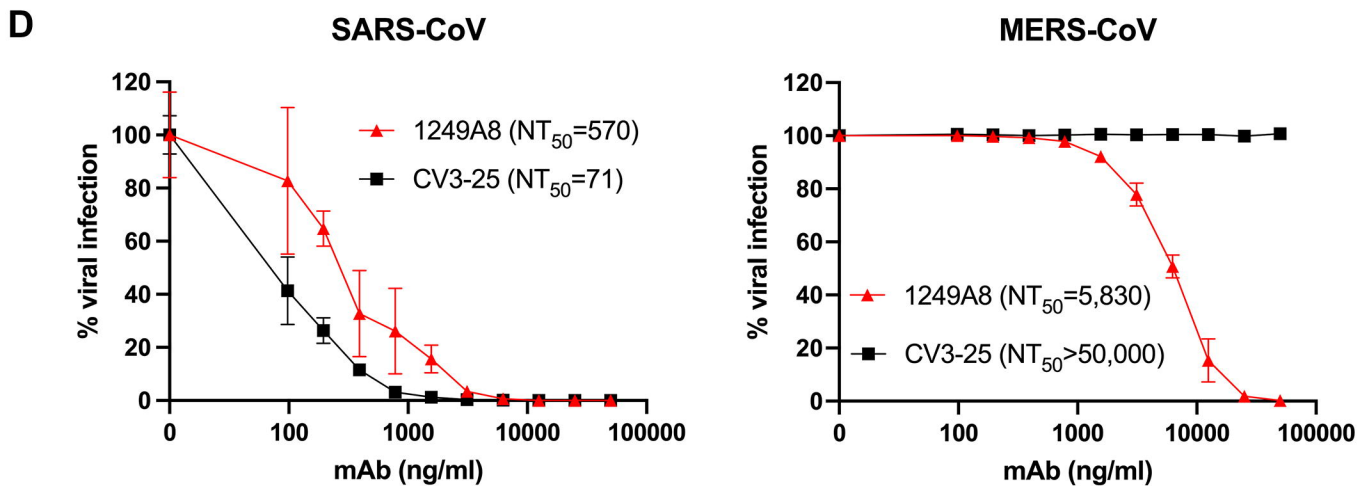 D
SARS-CoV
% viral infection
120
100
80
60
40
20
0
0
100
1000
10000
100000
mAb (ng/ml)
1249A8 (NT50=570)
CV3-25 (NT50=71)
MERS-CoV
% viral infection
120
100
80
60
40
20
0
0
100
1000
10000
100000
mAb (ng/ml)
1249A8 (NT50=5,830)
CV3-25 (NT50>50,000)